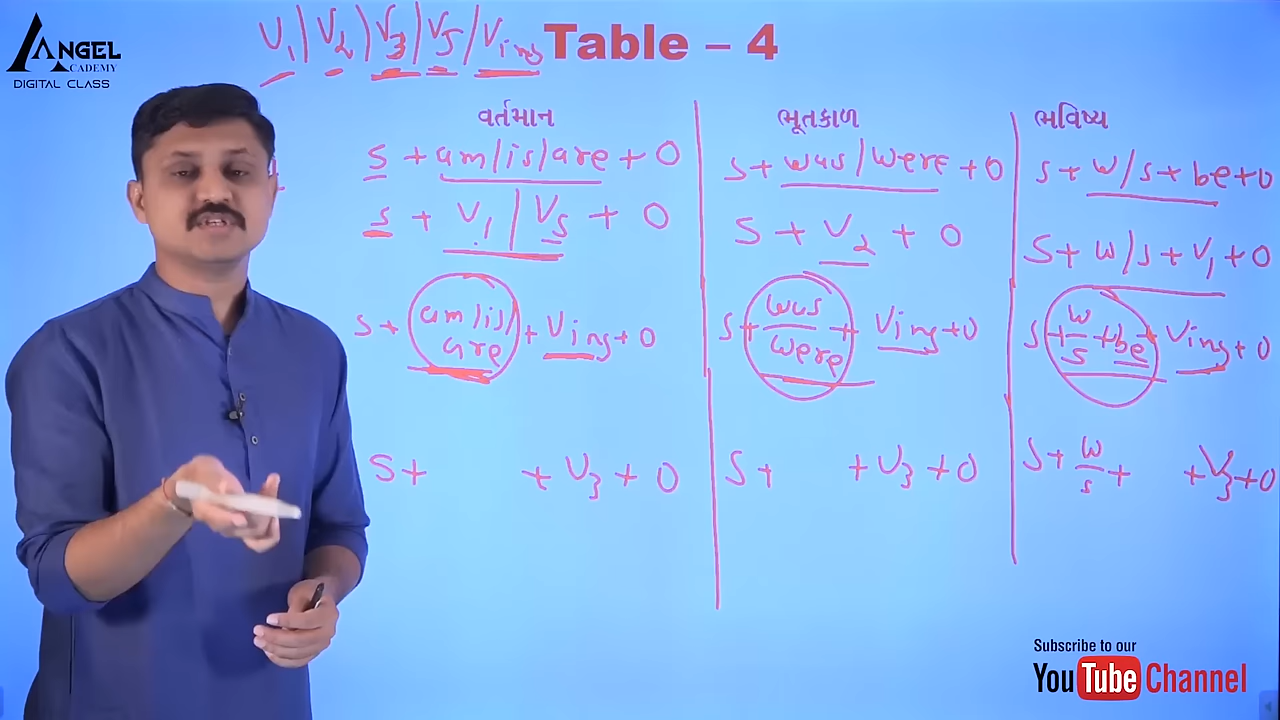 ANGEL
ACADEMY
DIGITAL CLASS
V1 | V2 | V3 | V5 | Ving
Table – 4
વર્તમાન
ભૂતકાળ
ભવિષ્ય
S + am/is/are + O
S + was/were + O
S + w/s + be + O
S + V1 | V5 + O
S + V2 + O
S + w/s + V1 + O
S + am/is/are + Ving + O
S + was/were + Ving + O
S + w/s + be + Ving + O
S + + V3 + O
S + + V3 + O
S + w/s + + V3 + O
Subscribe to our
YouTube Channel